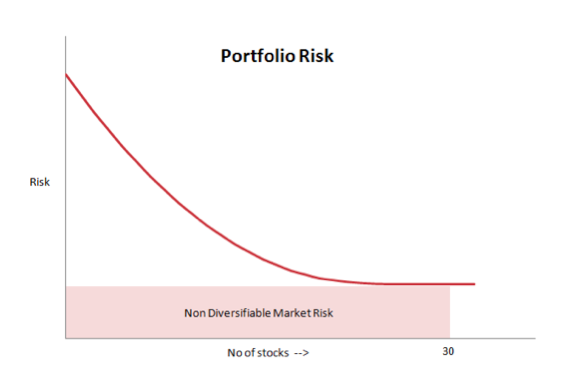 Portfolio Risk
Risk
Non Diversifiable Market Risk
No of stocks -->
30